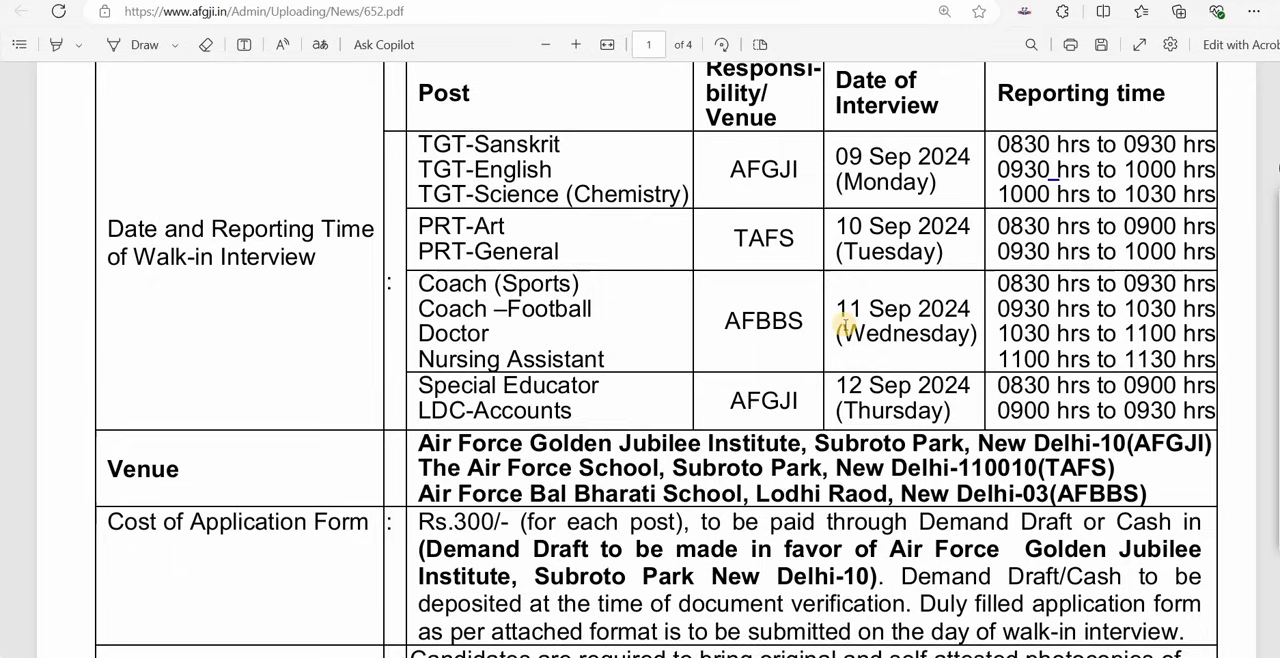 https://www.afgji.in/Admin/Uploading/News/652.pdf
Draw
Ask Copilot
1 of 4
Edit with Acrob
Post
Responsi-
bility/
Venue
Date of
Interview
Reporting time
Date and Reporting Time
of Walk-in Interview
:
TGT-Sanskrit
TGT-English
TGT-Science (Chemistry)
AFGJI
09 Sep 2024
(Monday)
0830 hrs to 0930 hrs
0930 hrs to 1000 hrs
1000 hrs to 1030 hrs
PRT-Art
PRT-General
TAFS
10 Sep 2024
(Tuesday)
0830 hrs to 0900 hrs
0930 hrs to 1000 hrs
Coach (Sports)
Coach –Football
Doctor
Nursing Assistant
AFBBS
11 Sep 2024
(Wednesday)
0830 hrs to 0930 hrs
0930 hrs to 1030 hrs
1030 hrs to 1100 hrs
1100 hrs to 1130 hrs
Special Educator
LDC-Accounts
AFGJI
12 Sep 2024
(Thursday)
0830 hrs to 0900 hrs
0900 hrs to 0930 hrs
Venue
Air Force Golden Jubilee Institute, Subroto Park, New Delhi-10(AFGJI)
The Air Force School, Subroto Park, New Delhi-110010(TAFS)
Air Force Bal Bharati School, Lodhi Raod, New Delhi-03(AFBBS)
Cost of Application Form :
Rs.300/- (for each post), to be paid through Demand Draft or Cash in
(Demand Draft to be made in favor of Air Force Golden Jubilee
Institute, Subroto Park New Delhi-10). Demand Draft/Cash to be
deposited at the time of document verification. Duly filled application form
as per attached format is to be submitted on the day of walk-in interview.
Candidates are required to bring original and self attested photocopies of